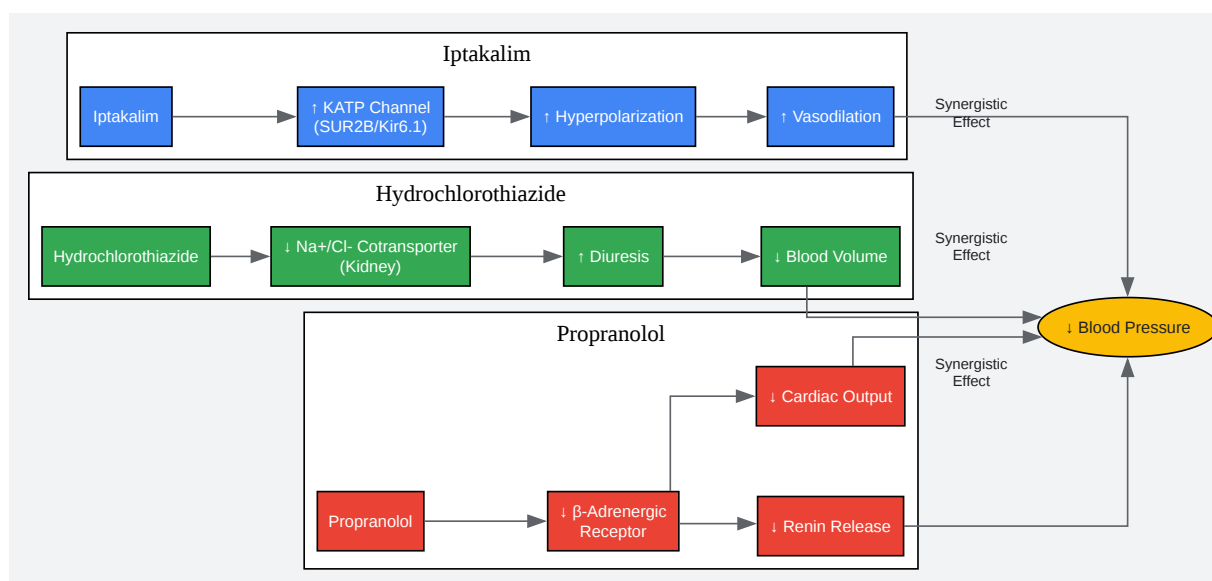 Iptakalim
Iptakalim
↑ KATP Channel
(SUR2B/Kir6.1)
↑ Hyperpolarization
↑ Vasodilation
Synergistic
Effect
Hydrochlorothiazide
Hydrochlorothiazide
↓ Na+/Cl- Cotransporter
(Kidney)
↑ Diuresis
↓ Blood Volume
Synergistic
Effect
↓ Blood Pressure
Propranolol
Synergistic
Effect
↓ Cardiac Output
Propranolol
↓ β-Adrenergic
Receptor
↓ Renin Release